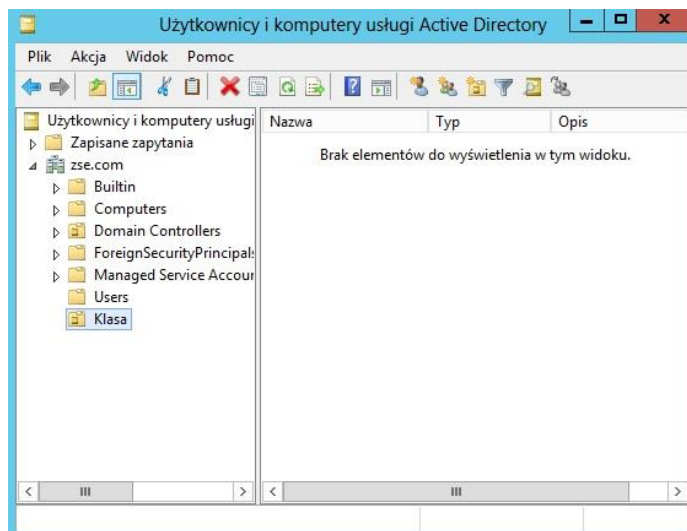 Użytkownicy i komputery usługi Active Directory
Plik Akcja Widok Pomoc
Użytkownicy i komputery usługi
Zapisane zapytania
zse.com
Builtin
Computers
Domain Controllers
ForeignSecurityPrincipal:
Managed Service Accour
Users
Klasa
Nazwa Typ Opis
Brak elementów do wyświetlenia w tym widoku.